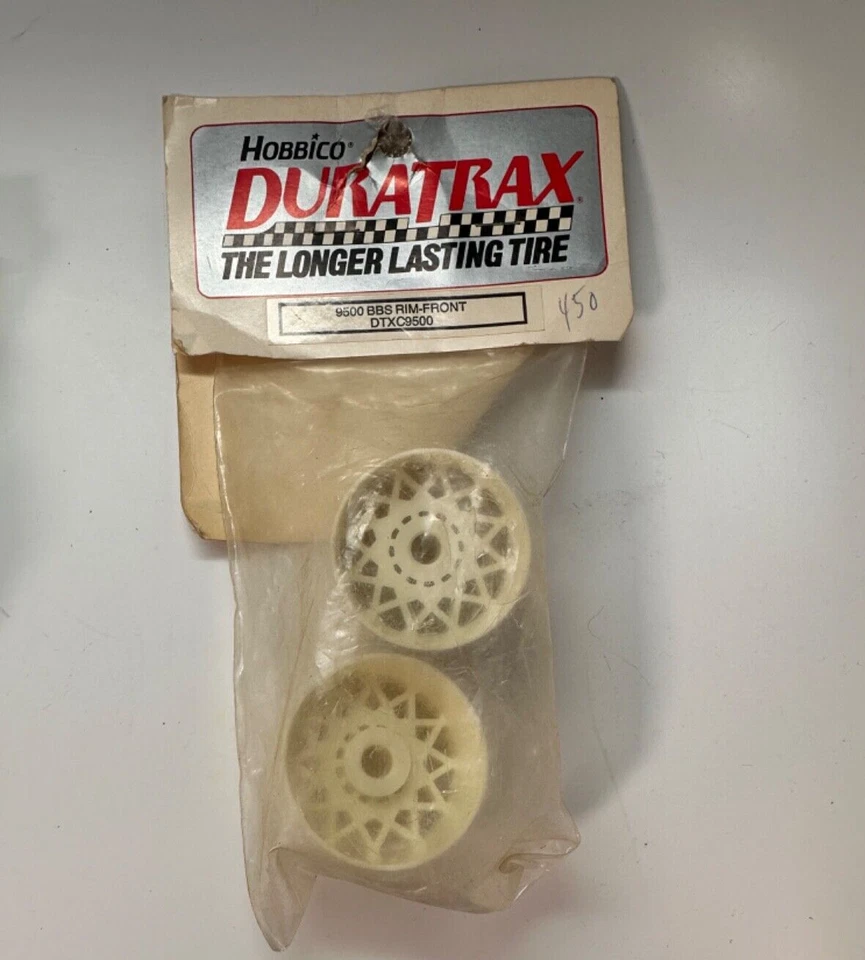 HOBBICO®
DURATRAX®
THE LONGER LASTING TIRE
9500 BBS RIM-FRONT
DTXC9500
450